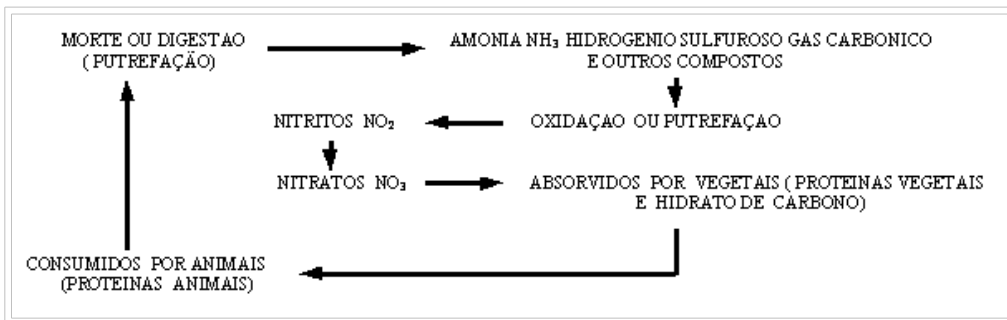 MORTE OU DIGESTAO
( PUTREFAÇÃO)
AMONIA NH₃ HIDROGENIO SULFUROSO GAS CARBONICO
E OUTROS COMPOSTOS
NITRITOS NO₂
OXIDAÇAO OU PUTREFAÇAO
NITRATOS NO₃
ABSORVIDOS POR VEGETAIS ( PROTEINAS VEGETAIS
E HIDRATO DE CARBONO)
CONSUMIDOS POR ANIMAIS
(PROTEINAS ANIMAIS)